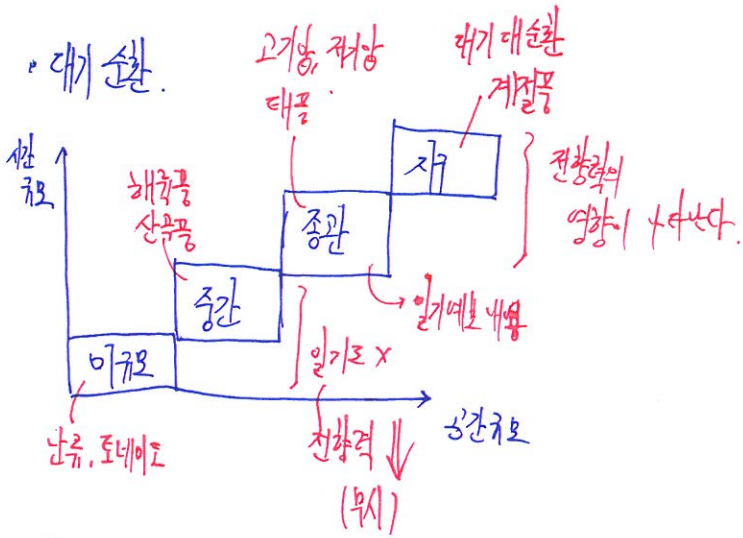 • 대기 순환.
고기압, 저기압
태풍
대기 대순환
계절풍
시간
규모
해륙풍
산곡풍
지구
전향력의
영향이 나타난다.
종관
중간
일기예보 내용
미규모
일기도 X
난류, 토네이도
전향력 ⇓
(무시)
공간규모